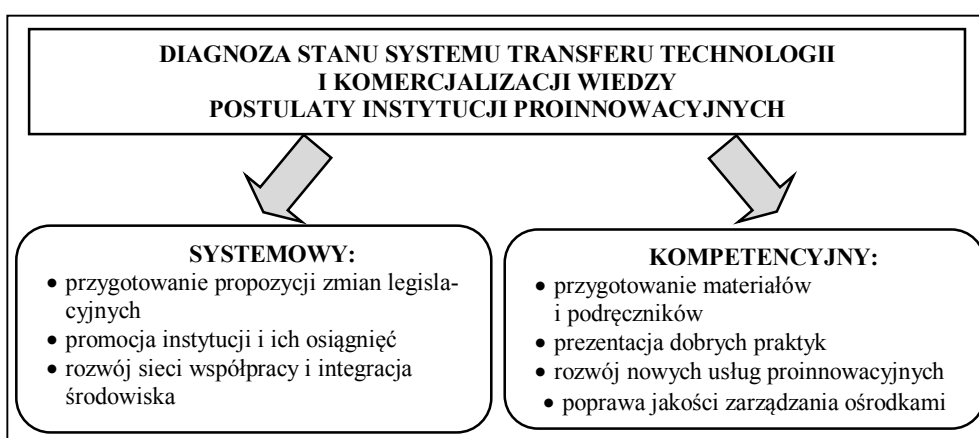 DIAGNOZA STANU SYSTEMU TRANSFERU TECHNOLOGII
I KOMERCJALIZACJI WIEDZY
POSTULATY INSTYTUCJI PROINNOWACYJNYCH
SYSTEMOWY:
• przygotowanie propozycji zmian legisla-
cyjnych
• promocja instytucji i ich osiągnięć
• rozwój sieci współpracy i integracja
środowiska
KOMPETENCYJNY:
• przygotowanie materiałów
i podręczników
• prezentacja dobrych praktyk
• rozwój nowych usług proinnowacyjnych
• poprawa jakości zarządzania ośrodkami